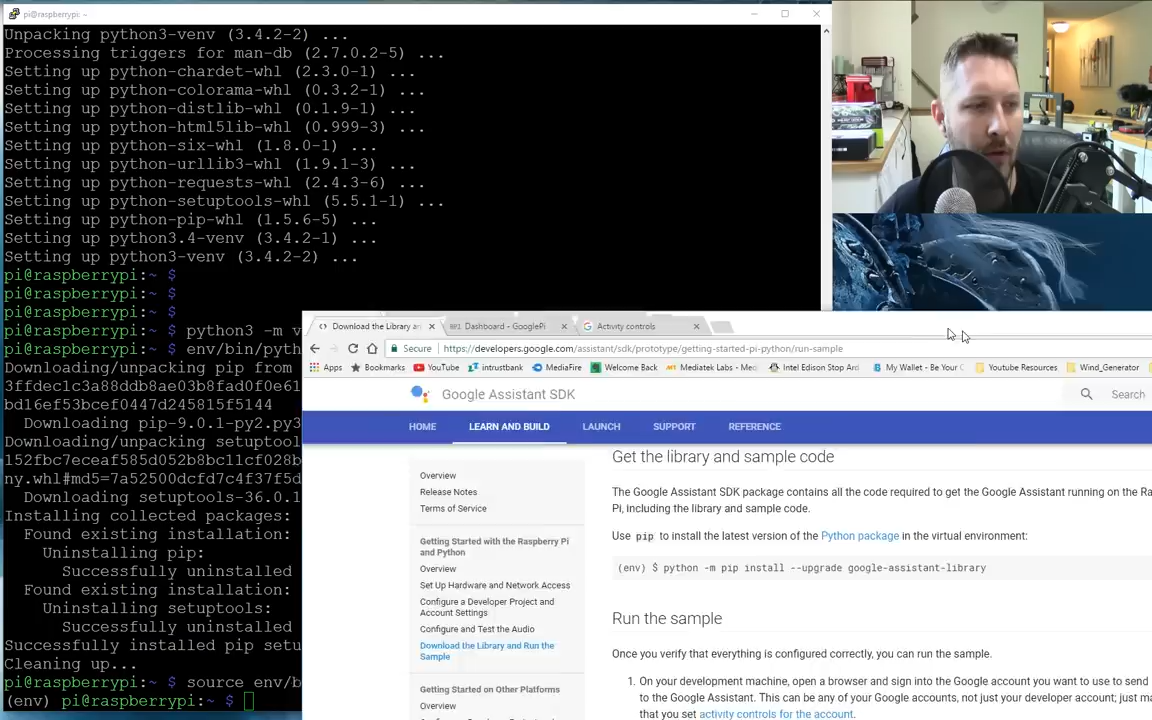 pi@raspberrypi: ~
Unpacking python3-venv (3.4.2-2) ...
Processing triggers for man-db (2.7.0.2-5) ...
Setting up python-chardet-whl (2.3.0-1) ...
Setting up python-colorama-whl (0.3.2-1) ...
Setting up python-distlib-whl (0.1.9-1) ...
Setting up python-html5lib-whl (0.999-3) ...
Setting up python-six-whl (1.8.0-1) ...
Setting up python-urllib3-whl (1.9.1-3) ...
Setting up python-requests-whl (2.4.3-6) ...
Setting up python-setuptools-whl (5.5.1-1) ...
Setting up python-pip-whl (1.5.6-5) ...
Setting up python3.4-venv (3.4.2-1) ...
Setting up python3-venv (3.4.2-2) ...
pi@raspberrypi:~ $
pi@raspberrypi:~ $
pi@raspberrypi:~ $
pi@raspberrypi:~ $ python3 -m v
pi@raspberrypi:~ $ env/bin/pyth
Downloading/unpacking pip from
3ffdec1c3a88ddb8ae03b8fad0f0e61
bd16ef53bcef0447d245815f5144
Downloading pip-9.0.1-py2.py3
Downloading/unpacking setuptool
152fbc7eceaf585d052b8bc11cf028b
ny.whl#md5=7a52500dcfd7c4f37f5d
Downloading setuptools-36.0.1
Installing collected packages:
Found existing installation:
Uninstalling pip:
Successfully uninstalled
Found existing installation:
Uninstalling setuptools:
Successfully uninstalled
Successfully installed pip setu
Cleaning up...
pi@raspberrypi:~ $ source env/b
(env) pi@raspberrypi:~ $
Download the Library an
RPI Dashboard - GooglePi
Activity controls
Secure https://developers.google.com/assistant/sdk/prototype/getting-started-pi-python/run-sample
Apps Bookmarks YouTube intrustbank MediaFire Welcome Back Mediatek Labs - Med Intel Edison Stop Ard My Wallet - Be Your O Youtube Resources Wind_Generator
Google Assistant SDK
Search
HOME LEARN AND BUILD LAUNCH SUPPORT REFERENCE
Overview
Release Notes
Terms of Service
Getting Started with the Raspberry Pi
and Python
Overview
Set Up Hardware and Network Access
Configure a Developer Project and
Account Settings
Configure and Test the Audio
Download the Library and Run the
Sample
Getting Started on Other Platforms
Overview
Get the library and sample code
The Google Assistant SDK package contains all the code required to get the Google Assistant running on the Ra
Pi, including the library and sample code.
Use pip to install the latest version of the Python package in the virtual environment:
(env) $ python -m pip install --upgrade google-assistant-library
Run the sample
Once you verify that everything is configured correctly, you can run the sample.
1. On your development machine, open a browser and sign into the Google account you want to use to send
to the Google Assistant. This can be any of your Google accounts, not just your developer account; just ma
that you set activity controls for the account.